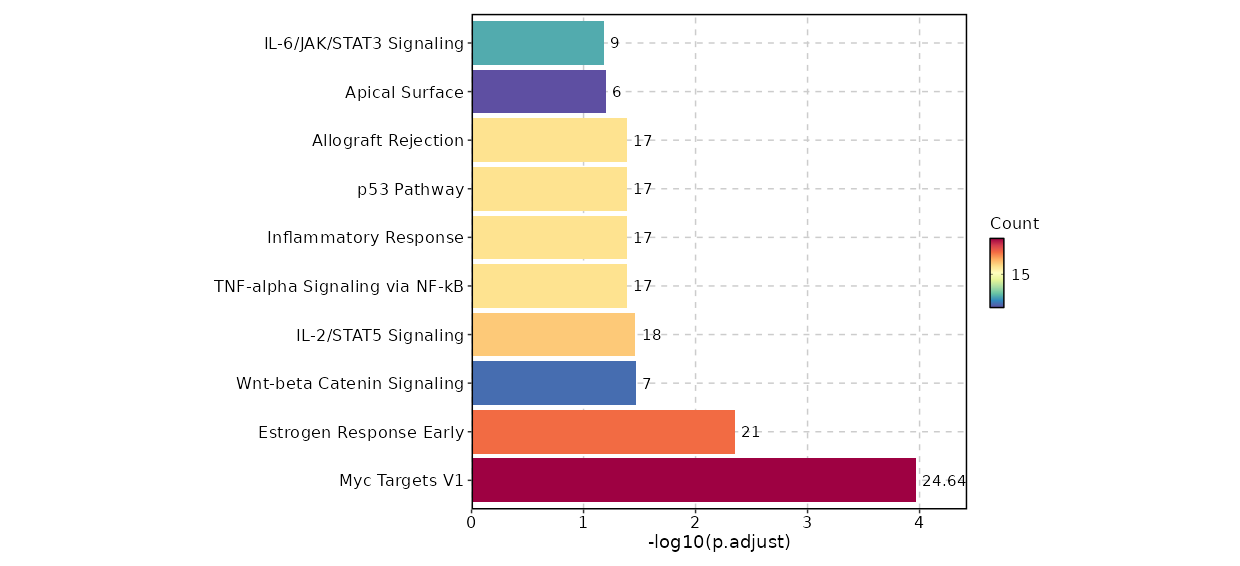 IL-6/JAK/STAT3 Signaling 9
Apical Surface 6
Allograft Rejection 17
p53 Pathway 17
Inflammatory Response 17
TNF-alpha Signaling via NF-kB 17
IL-2/STAT5 Signaling 18
Wnt-beta Catenin Signaling 7
Estrogen Response Early 21
Myc Targets V1 24.64
0 1 2 3 4
-log10(p.adjust)
Count
15